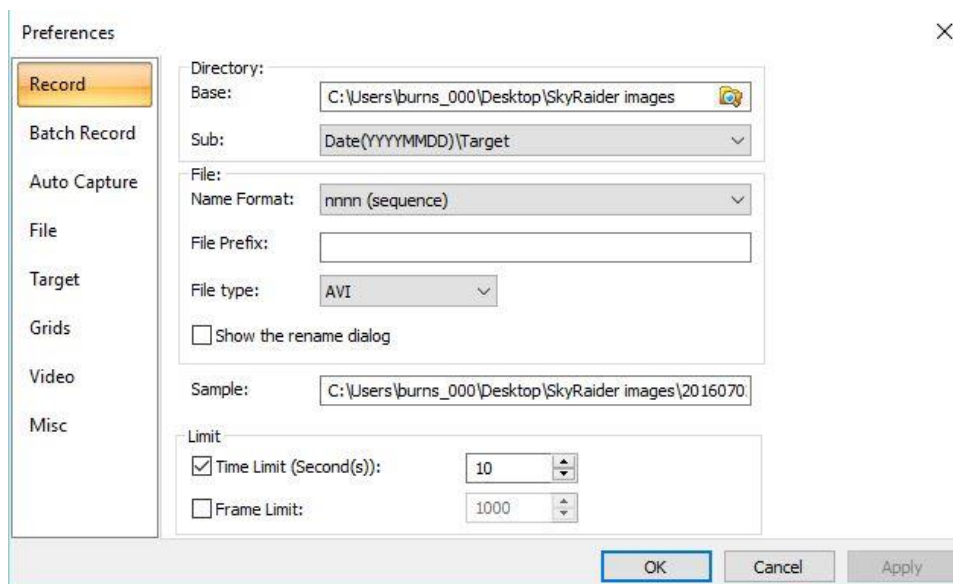 Preferences
Record
Batch Record
Auto Capture
File
Target
Grids
Video
Misc
Directory:
Base: C:\Users\burns_000\Desktop\SkyRaider images
Sub: Date(YYYYMMDD)\Target
File:
Name Format: nnnn (sequence)
File Prefix:
File type: AVI
Show the rename dialog
Sample: C:\Users\burns_000\Desktop\SkyRaider images\2016070
Limit
Time Limit (Second(s)): 10
Frame Limit: 1000
OK Cancel Apply